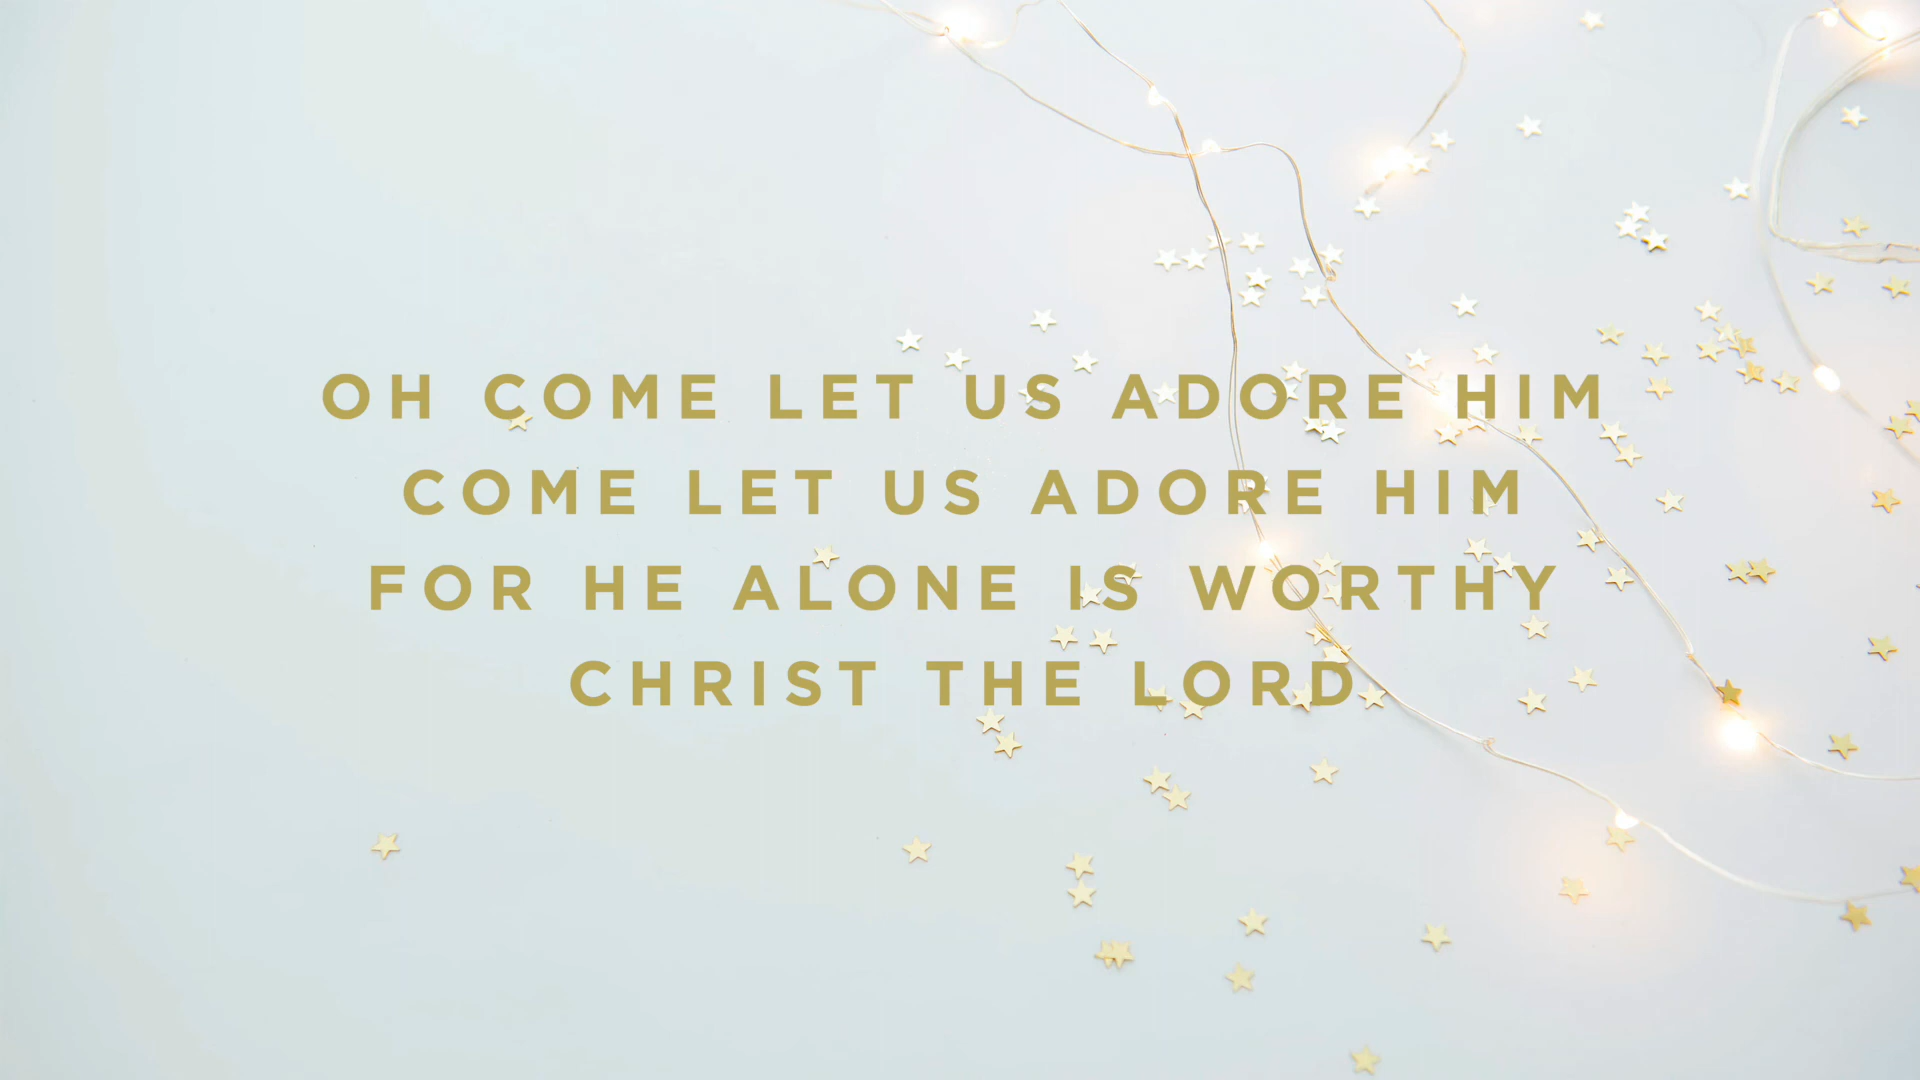 OH COME LET US ADORE HIM
COME LET US ADORE HIM
FOR HE ALONE IS WORTHY
CHRIST THE LORD